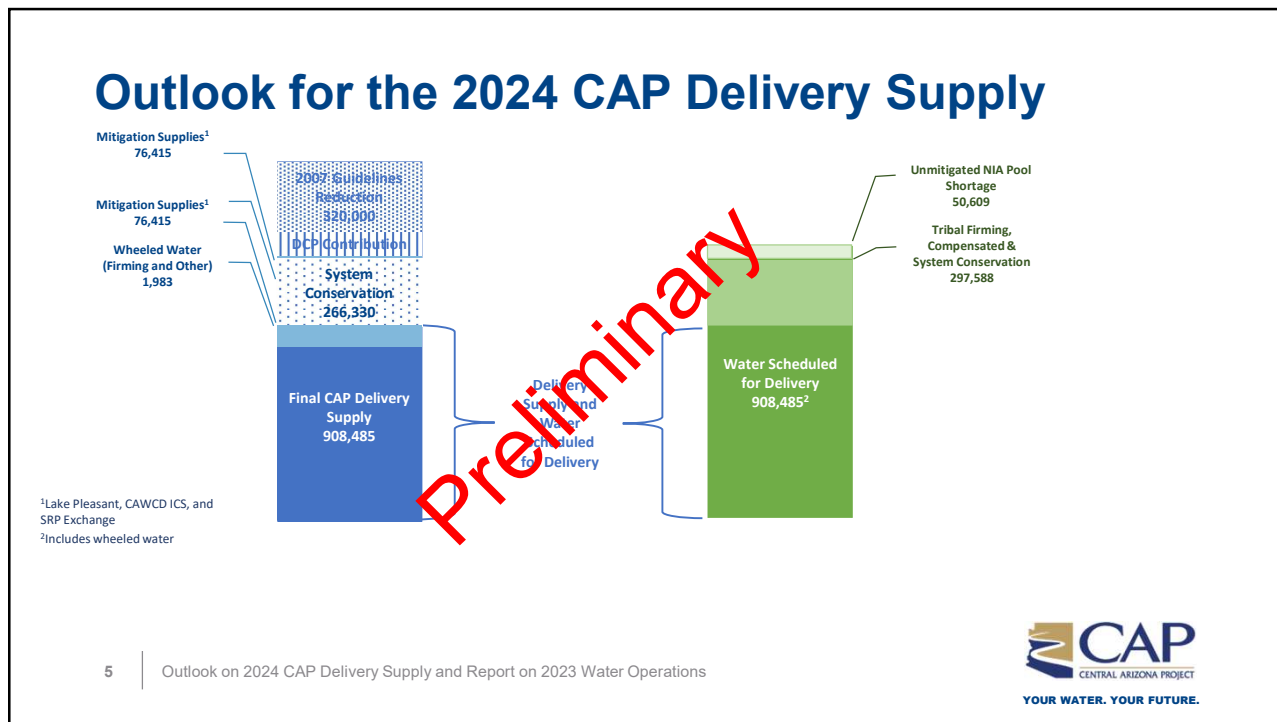 Outlook for the 2024 CAP Delivery Supply
Mitigation Supplies1
76,415
Mitigation Supplies1
76,415
Wheeled Water
(Firming and Other)
1,983
2007 Guidelines
Reduction
320,000
DCP Contribution
System
Conservation
266,330
Final CAP Delivery
Supply
908,485
Delivery
Supply and
Water
Scheduled
for Delivery
Preliminary
Water Scheduled
for Delivery
908,4852
Unmitigated NIA Pool
Shortage
50,609
Tribal Firming,
Compensated &
System Conservation
297,588
1Lake Pleasant, CAWCD ICS, and
SRP Exchange
2Includes wheeled water
5
Outlook on 2024 CAP Delivery Supply and Report on 2023 Water Operations
CAP
CENTRAL ARIZONA PROJECT
YOUR WATER. YOUR FUTURE.